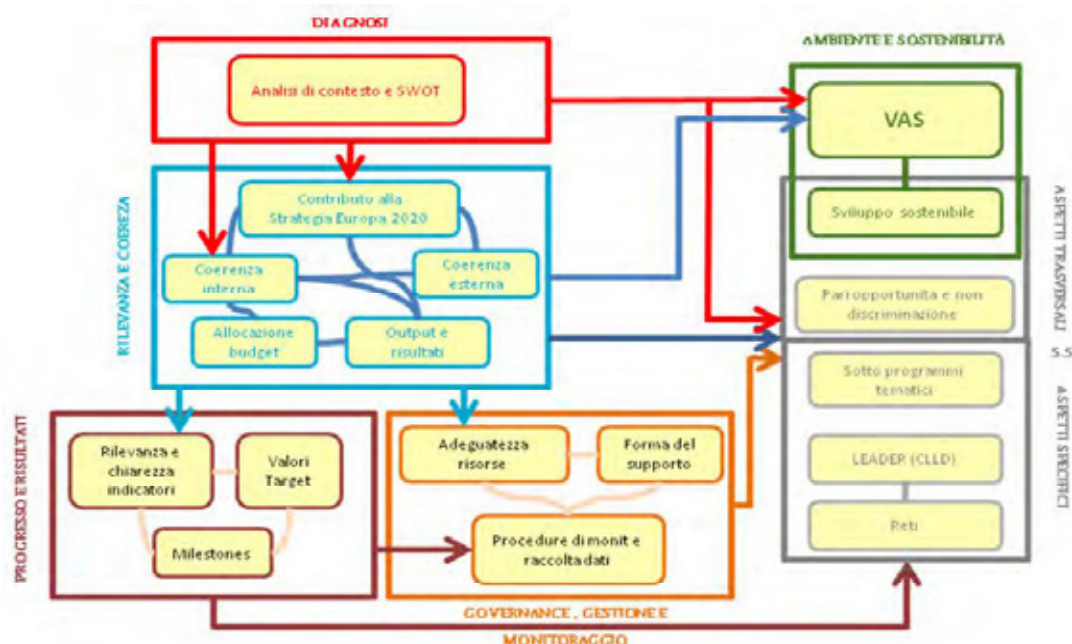 DIAGNOSI
Analisi di contesto e SWOT
AMBIENTE E SOSTENIBILITÀ
VAS
Sviluppo sostenibile
RILEVANZA E COEREZA
Contributo alla
Strategia Europa 2020
Coerenza
interna
Coerenza
esterna
Allocazione
budget
Output e
risultati
ASPETTI TRASVERSALI
Pari opportunità e non
discriminazione
5.5
Sotto programmi
tematici
ASPETTI SPECIFICI
LEADER (CLLD)
Reti
PROGRESSO E RISULTATI
Rilevanza e
chiarezza
indicatori
Valori
Target
Milestones
Adeguatezza
risorse
Forma del
supporto
Procedure di monit e
raccolta dati
GOVERNANCE, GESTIONE E
MONITORAGGIO